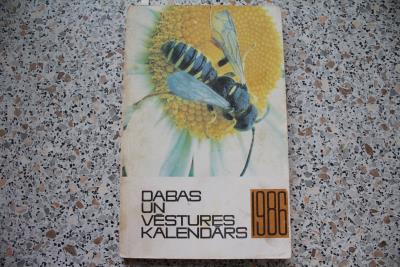 DABAS
UN
VĒSTURES
KALENDĀRS
1986